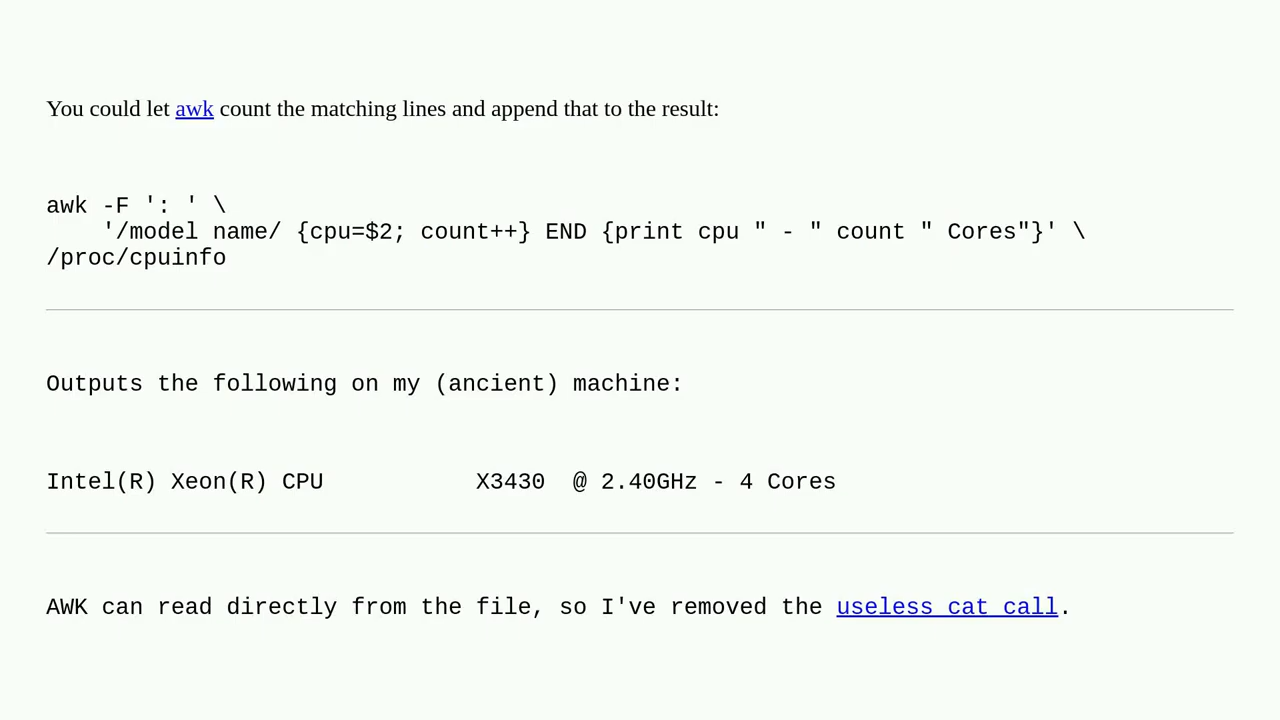 You could let awk count the matching lines and append that to the result:
awk -F ': ' \
    '/model name/ {cpu=$2; count++} END {print cpu " - " count " Cores"}' \
/proc/cpuinfo
Outputs the following on my (ancient) machine:
Intel(R) Xeon(R) CPU           X3430  @ 2.40GHz - 4 Cores
AWK can read directly from the file, so I've removed the useless cat call.